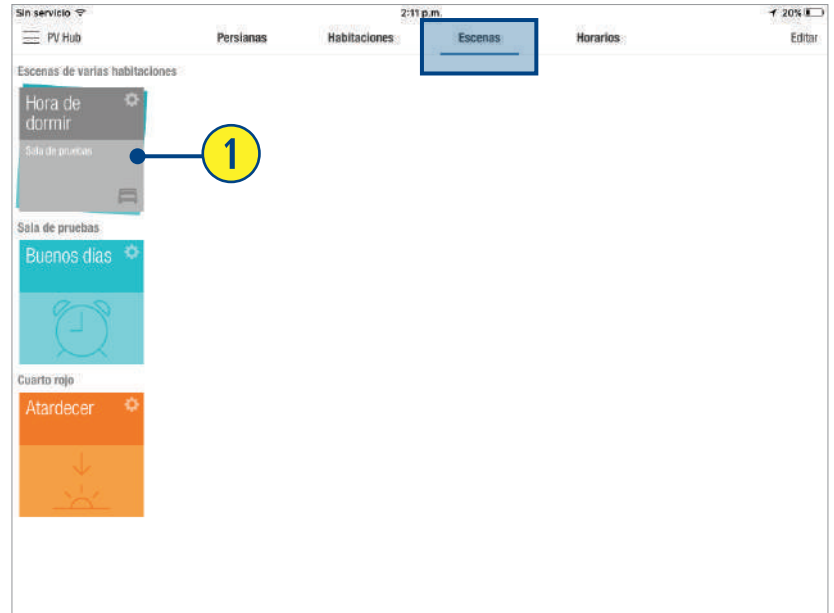 Sin servicio 2:11 p.m. 20%
PV Hub Persianas Habitaciones Escenas Horarios Editar
Escenas de varias habitaciones
Hora de
dormir
Sala de pruebas
1
Sala de pruebas
Buenos días
Cuarto rojo
Atardecer